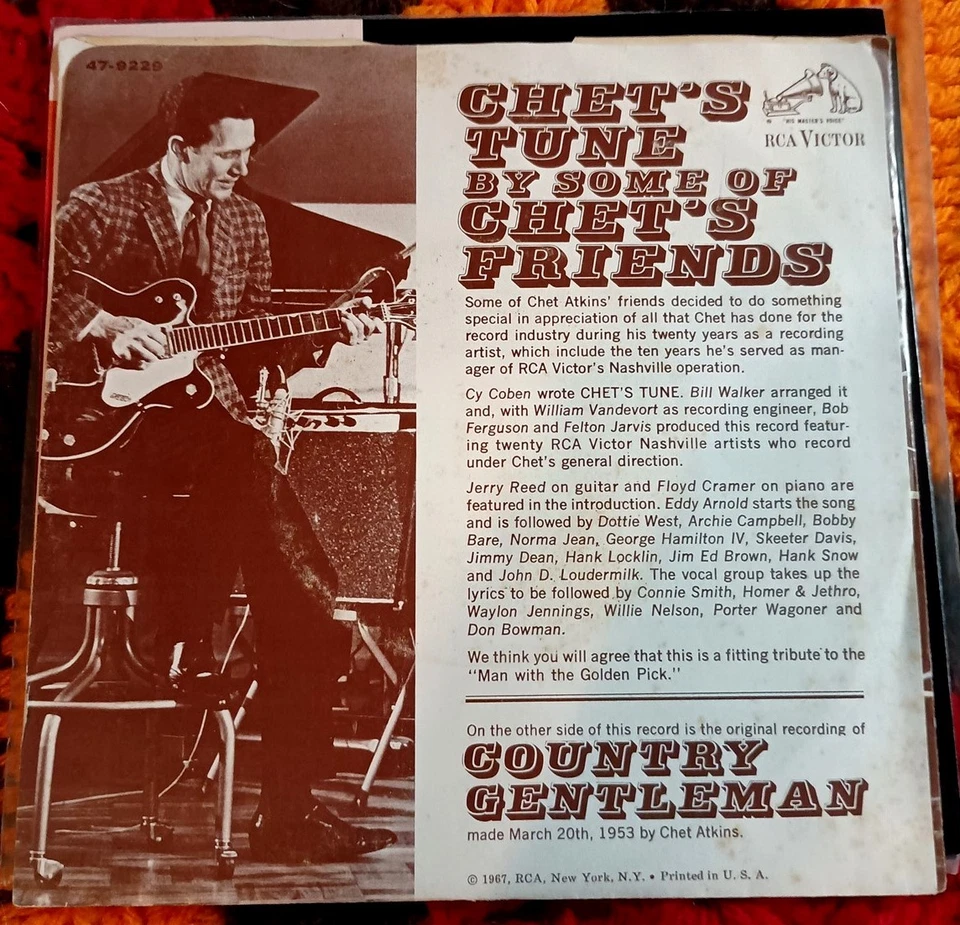 47-9229
CHET'S
TUNE
BY SOME OF
CHET'S
FRIENDS
"HIS MASTER'S VOICE"
RCA VICTOR
Some of Chet Atkins' friends decided to do something
special in appreciation of all that Chet has done for the
record industry during his twenty years as a recording
artist, which include the ten years he's served as man-
ager of RCA Victor's Nashville operation.
Cy Coben wrote CHET'S TUNE. Bill Walker arranged it
and, with William Vandevort as recording engineer, Bob
Ferguson and Felton Jarvis produced this record featur-
ing twenty RCA Victor Nashville artists who record
under Chet's general direction.
Jerry Reed on guitar and Floyd Cramer on piano are
featured in the introduction. Eddy Arnold starts the song
and is followed by Dottie West, Archie Campbell, Bobby
Bare, Norma Jean, George Hamilton IV, Skeeter Davis,
Jimmy Dean, Hank Locklin, Jim Ed Brown, Hank Snow
and John D. Loudermilk. The vocal group takes up the
lyrics to be followed by Connie Smith, Homer & Jethro,
Waylon Jennings, Willie Nelson, Porter Wagoner and
Don Bowman.
We think you will agree that this is a fitting tribute to the
"Man with the Golden Pick."
On the other side of this record is the original recording of
COUNTRY
GENTLEMAN
made March 20th, 1953 by Chet Atkins.
© 1967, RCA, New York, N.Y. • Printed in U. S. A.